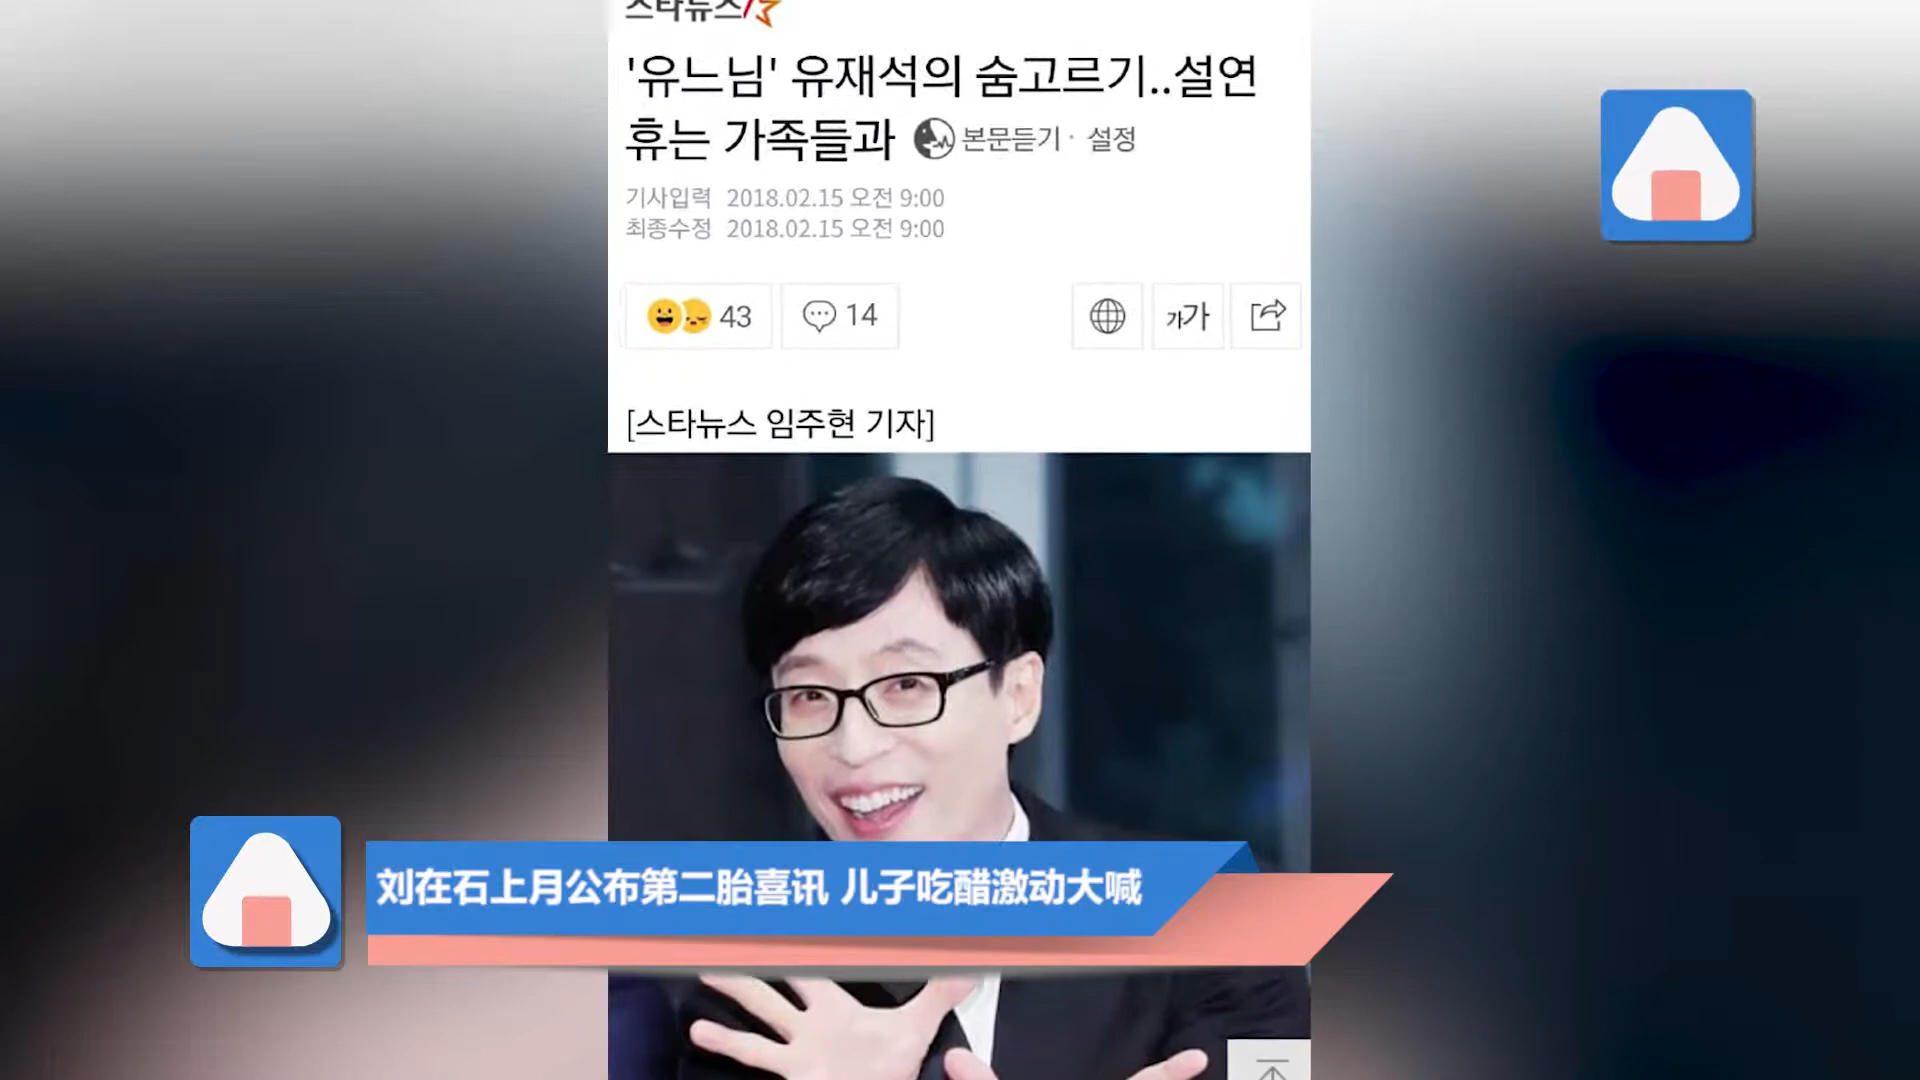 스타뉴스
'유느님' 유재석의 숨고르기..설연
휴는 가족들과 본문듣기 · 설정
기사입력 2018.02.15 오전 9:00
최종수정 2018.02.15 오전 9:00
43 14 가가
[스타뉴스 임주현 기자]
刘在石上月公布第二胎喜讯 儿子吃醋激动大喊